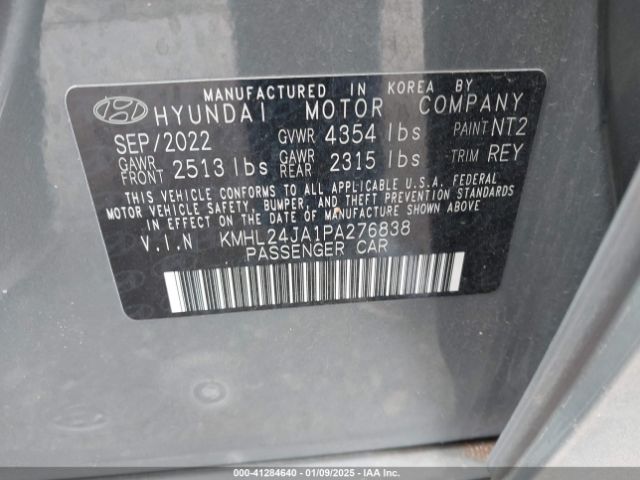 MANUFACTURED IN KOREA BY
HYUNDAI MOTOR COMPANY
SEP/2022 GVWR 4354 lbs PAINT NT2
GAWR FRONT 2513 lbs GAWR REAR 2315 lbs TRIM REY
THIS VEHICLE CONFORMS TO ALL APPLICABLE U.S.A. FEDERAL
MOTOR VEHICLE SAFETY, BUMPER, AND THEFT PREVENTION STANDARDS
IN EFFECT ON THE DATE OF MANUFACTURE SHOWN ABOVE.
V.I.N KMHL24JA1PA276838
PASSENGER CAR
000-41284640 - 01/09/2025 - IAAI.COM